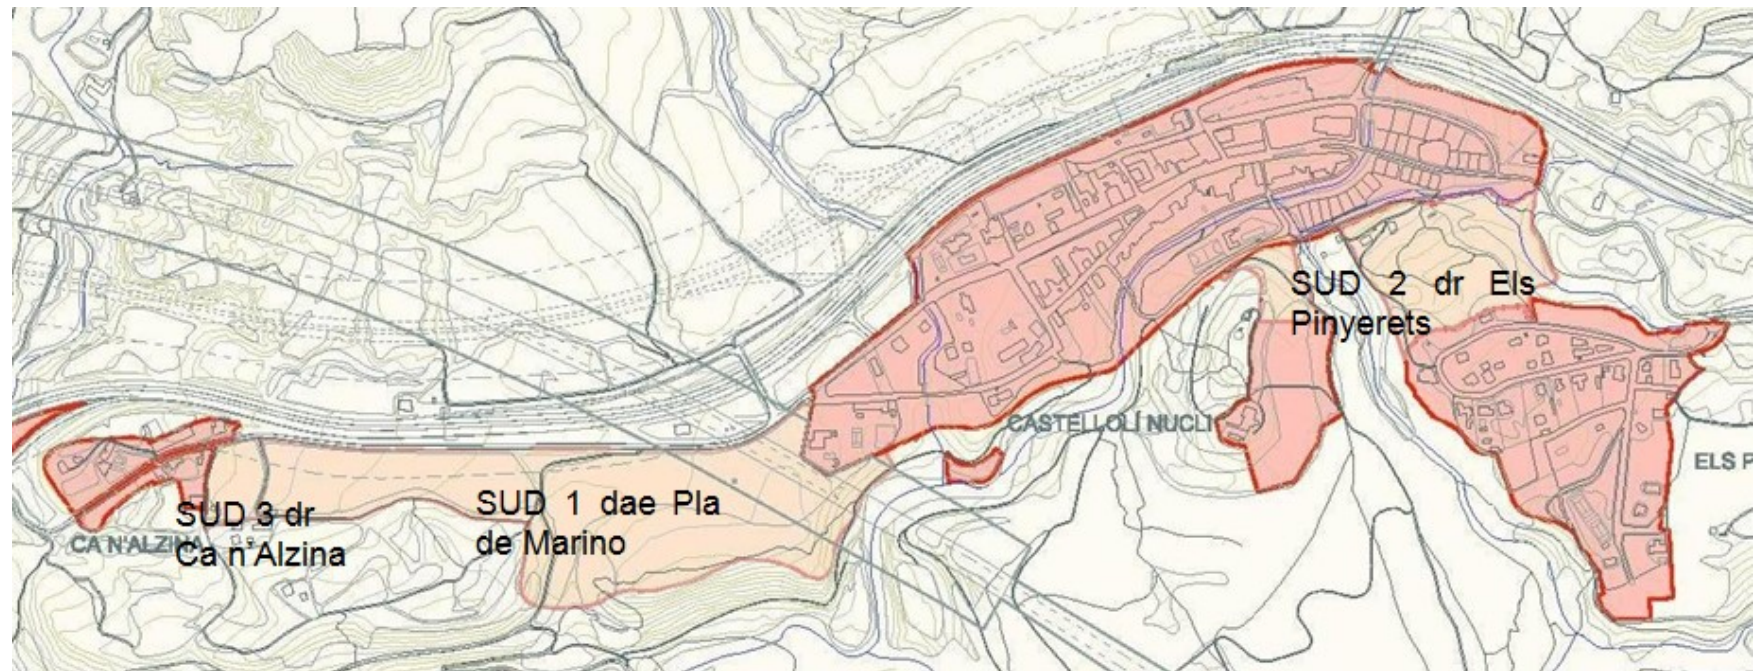 SUD 2 dr Els
Pinyerets
CASTELLOLÍ NUCLI
ELS P
SUD 3 dr
Ca n'Alzina
CA N'ALZINA
SUD 1 dae Pla
de Marino